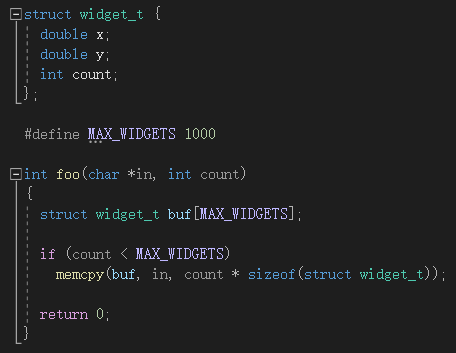 struct widget_t {
double x;
double y;
int count;
};
#define MAX_WIDGETS 1000
int foo(char *in, int count)
{
struct widget_t buf[MAX_WIDGETS];
if (count < MAX_WIDGETS)
memcpy(buf, in, count * sizeof(struct widget_t));
return 0;
}